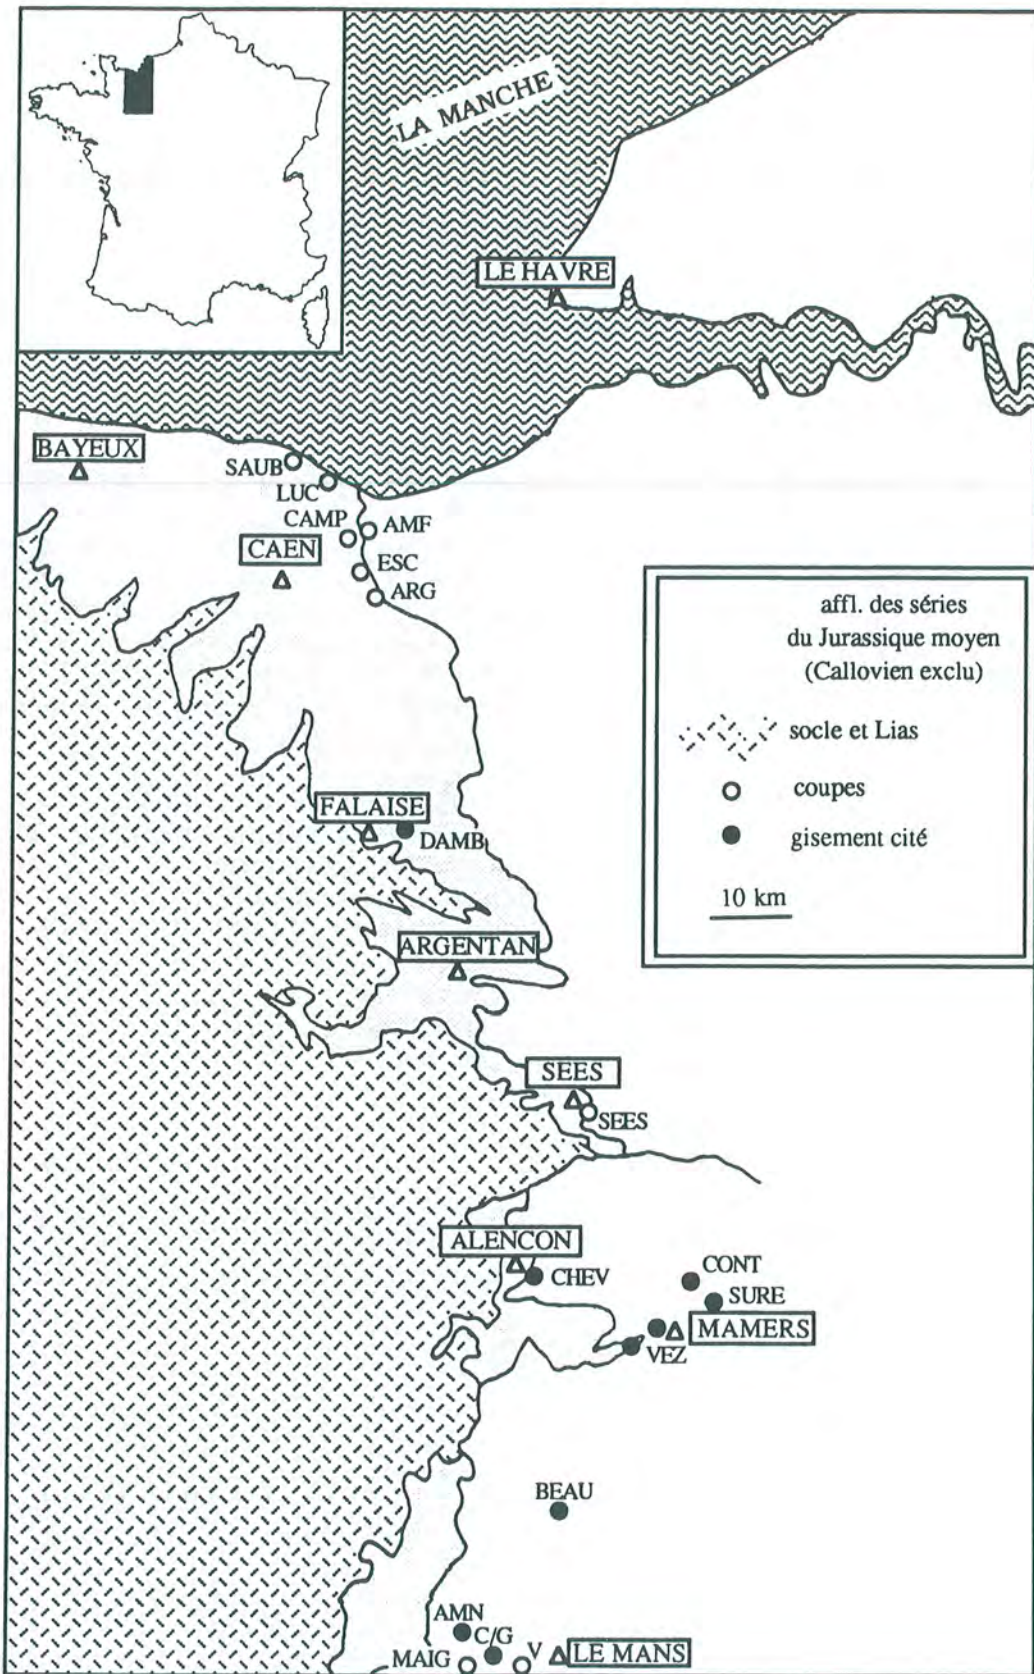 LA MANCHE
LE HAVRE
BAYEUX
SAUB
LUC
CAMP
AMF
CAEN
ESC
ARG
affl. des séries
du Jurassique moyen
(Callovien exclu)
socle et Lias
coupes
gisement cité
10 km
FALAISE
DAMB
ARGENTAN
SEES
SEES
ALENCON
CHEV
CONT
SURE
MAMERS
VEZ
BEAU
AMN
C/G
MAIG
V
LE MANS